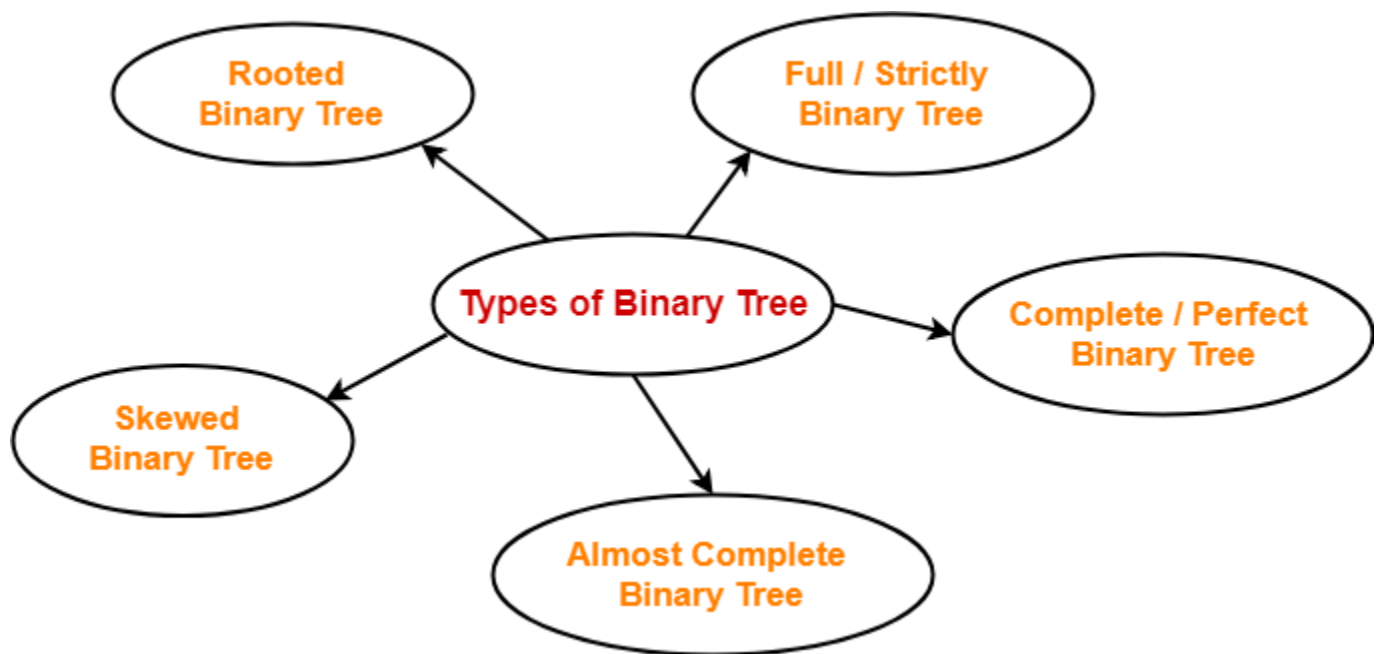 Rooted
Binary Tree
Full / Strictly
Binary Tree
Types of Binary Tree
Complete / Perfect
Binary Tree
Skewed
Binary Tree
Almost Complete
Binary Tree